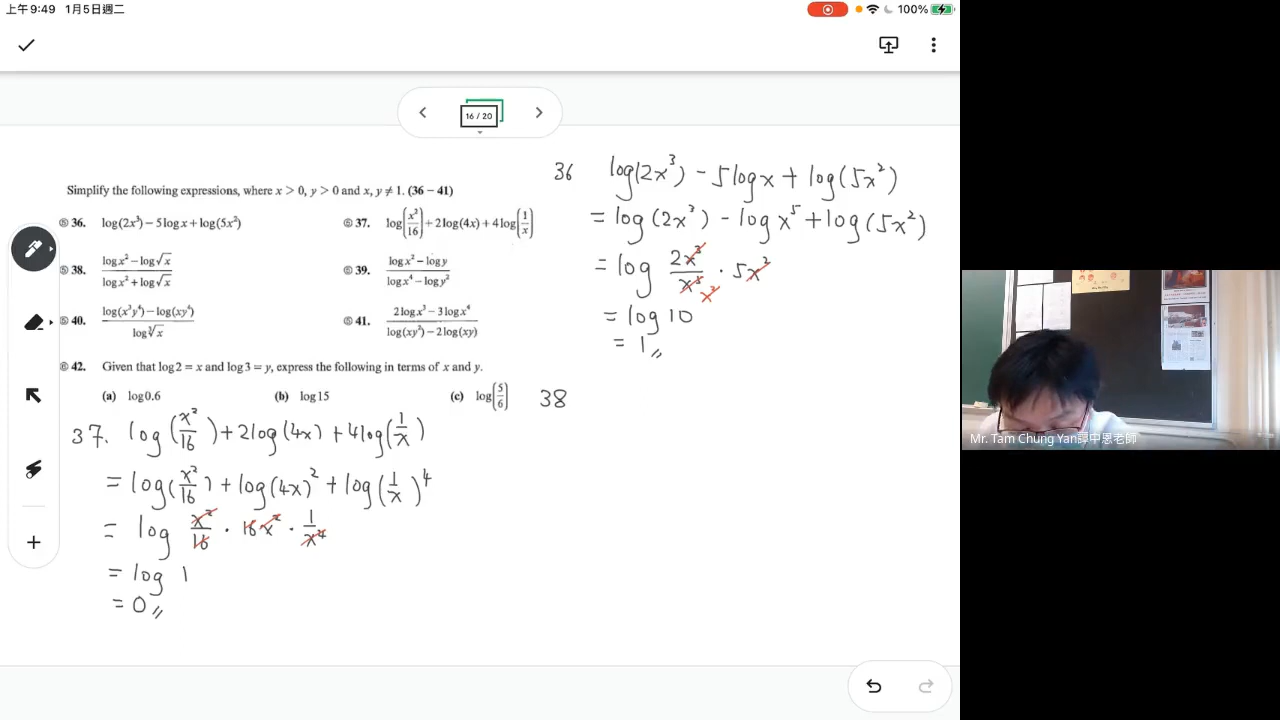 上午 9:49 1月5日週二
100%
16 / 20
Simplify the following expressions, where x > 0, y > 0 and x, y ≠ 1. (36 – 41)
36. log(2x³) – 5 log x + log(5x²)
37. log(x²/16) + 2 log(4x) + 4 log(1/x)
38. (log x² – log √x)/(log x² + log √x)
39. (log x² – log y)/(log x⁴ – log y²)
40. (log(x³y⁴) – log(xy⁴))/(log ∛x)
41. (2 log x³ – 3 log x⁴)/(log(xy²) – 2 log(xy))
42. Given that log 2 = x and log 3 = y, express the following in terms of x and y.
(a) log 0.6 (b) log 15 (c) log(5/6)
36 log(2x³) – 5 log x + log(5x²)
= log(2x³) – log x⁵ + log(5x²)
= log 2x³/x⁵ · 5x²
x²
= log 10
= 1
37. log(x²/16) + 2log(4x) + 4log(1/x)
= log(x²/16) + log(4x)² + log(1/x)⁴
= log x²/16 · 16x² · 1/x⁴
= log 1
= 0
38
Mr. Tam Chung Yan譚中恩老師